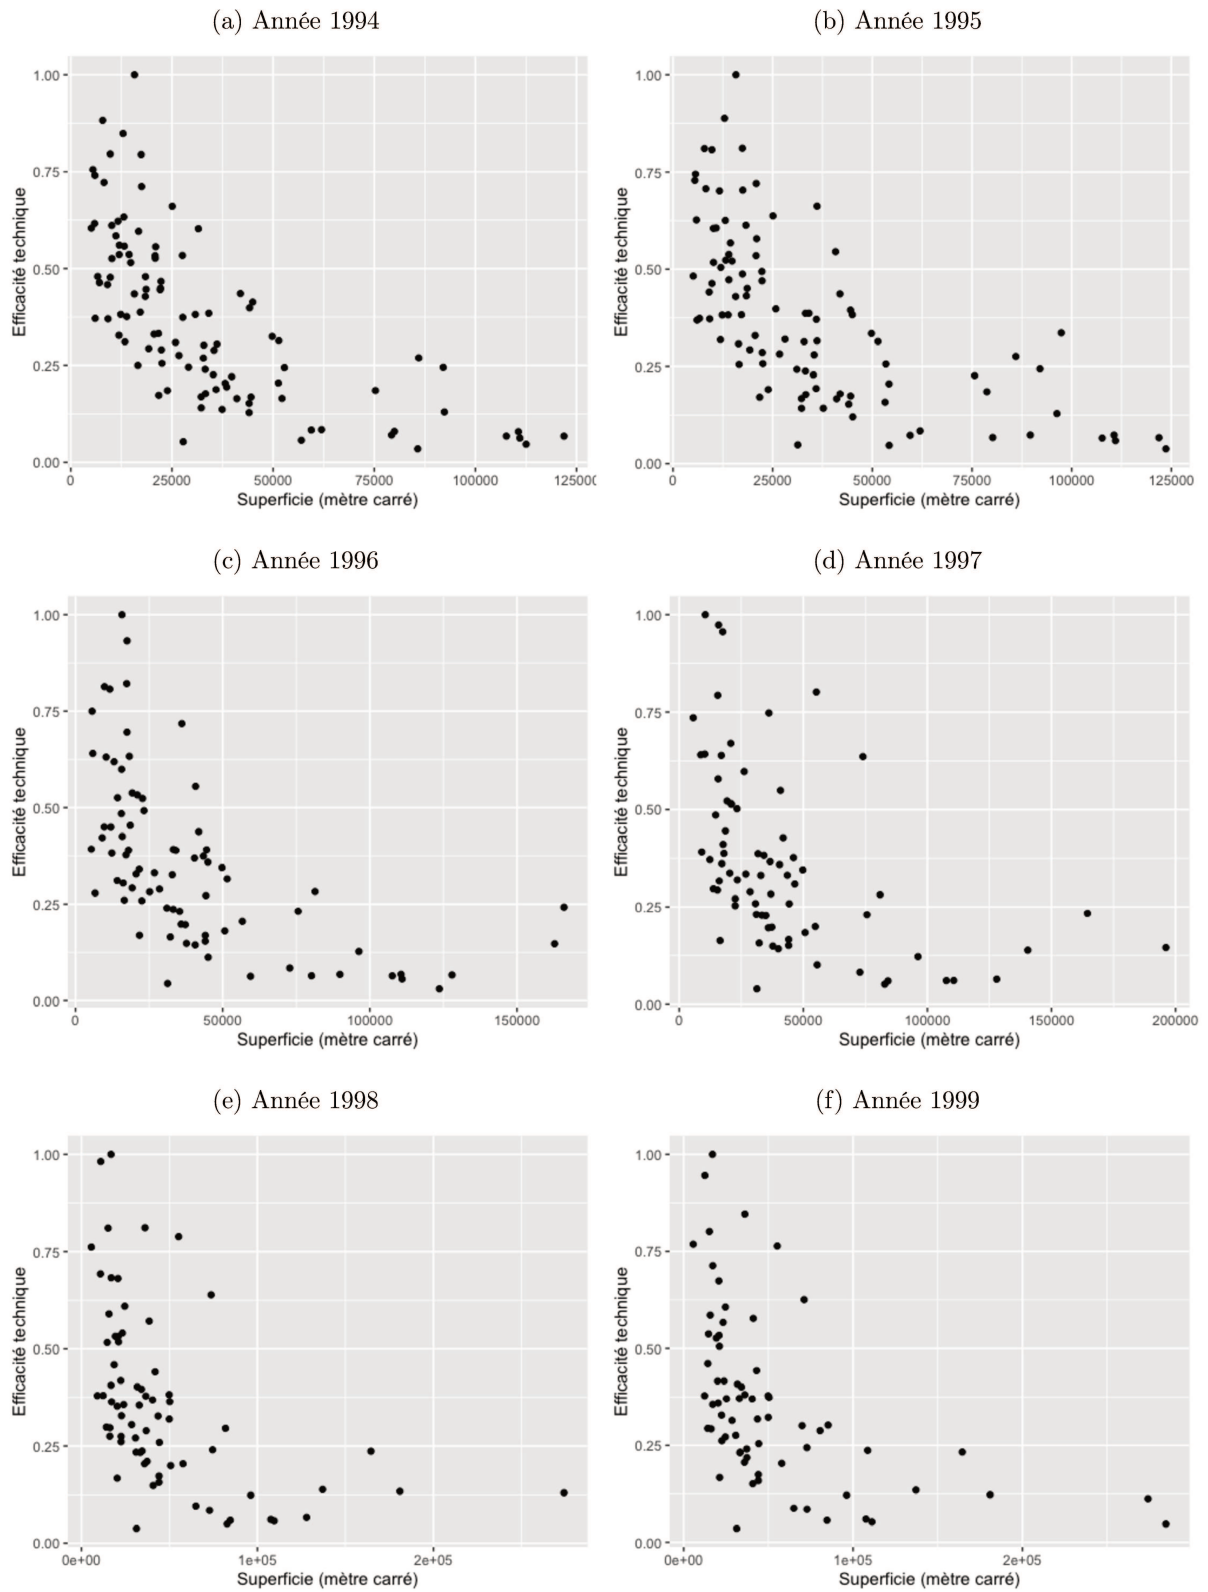 (a) Année 1994
(b) Année 1995
Efficacité technique
1.00
0.75
0.50
0.25
0.00
0
25000
50000
75000
100000
125000
Superficie (mètre carré)
Efficacité technique
1.00
0.75
0.50
0.25
0.00
0
25000
50000
75000
100000
125000
Superficie (mètre carré)
(c) Année 1996
(d) Année 1997
Efficacité technique
1.00
0.75
0.50
0.25
0.00
0
50000
100000
150000
Superficie (mètre carré)
Efficacité technique
1.00
0.75
0.50
0.25
0.00
0
50000
100000
150000
200000
Superficie (mètre carré)
(e) Année 1998
(f) Année 1999
Efficacité technique
1.00
0.75
0.50
0.25
0.00
0e+00
1e+05
2e+05
Superficie (mètre carré)
Efficacité technique
1.00
0.75
0.50
0.25
0.00
0e+00
1e+05
2e+05
Superficie (mètre carré)